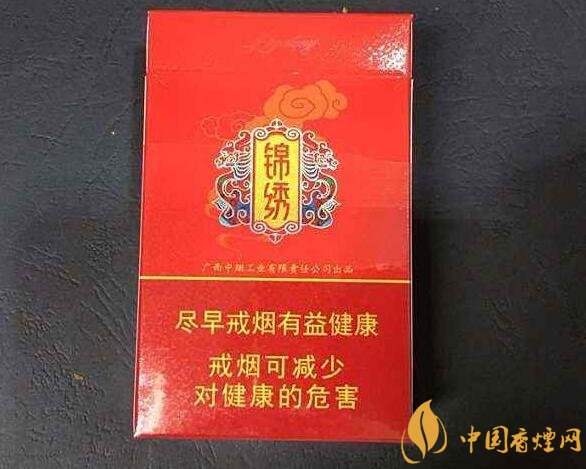 锦绣
广西中烟工业有限责任公司出品
尽早戒烟有益健康
戒烟可减少
对健康的危害
中国香煙网